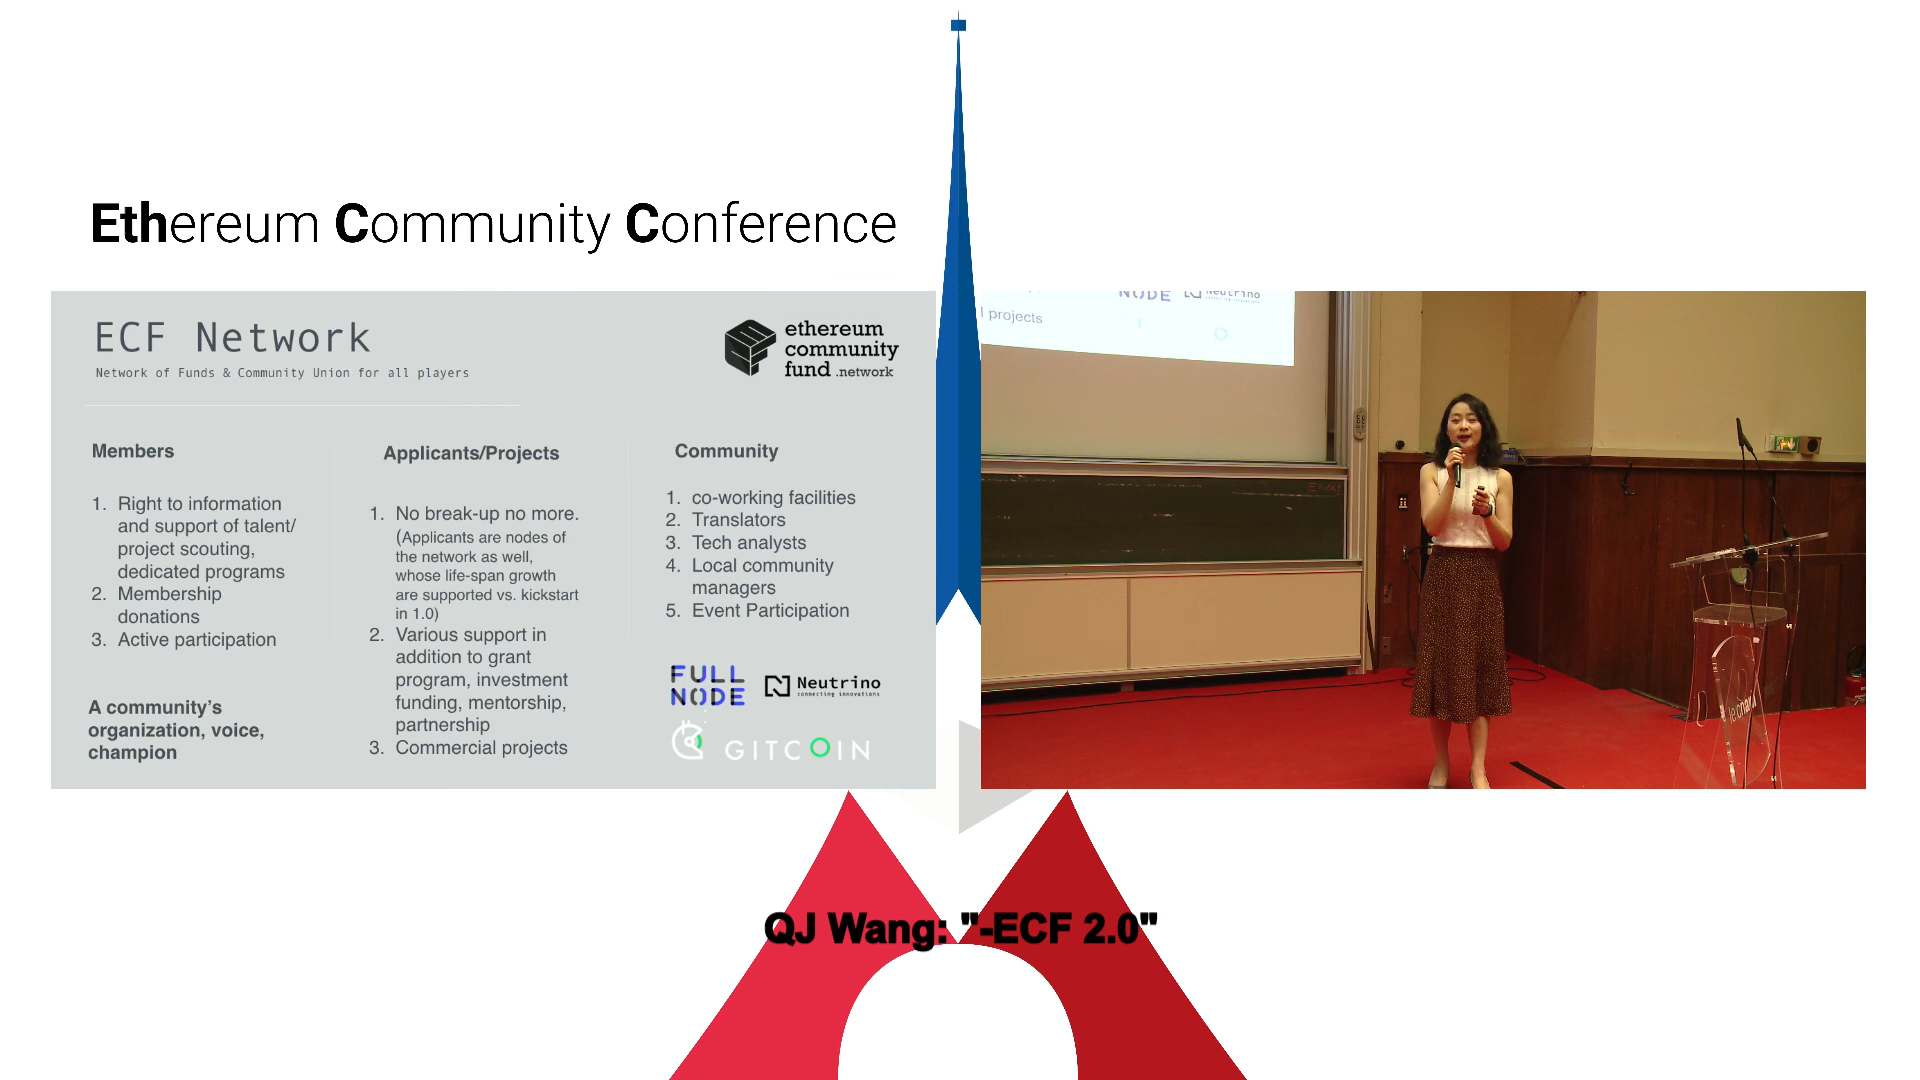 Ethereum Community Conference
ECF Network
Network of Funds & Community Union for all players
ethereum
community
fund .network
Members
1. Right to information
and support of talent/
project scouting,
dedicated programs
2. Membership
donations
3. Active participation
A community's
organization, voice,
champion
Applicants/Projects
1. No break-up no more.
(Applicants are nodes of
the network as well,
whose life-span growth
are supported vs. kickstart
in 1.0)
2. Various support in
addition to grant
program, investment
funding, mentorship,
partnership
3. Commercial projects
Community
1. co-working facilities
2. Translators
3. Tech analysts
4. Local community
managers
5. Event Participation
FULL
NODE
Neutrino
connecting innovations
GITCOIN
NODE
Neutrino
l projects
QJ Wang: "-ECF 2.0"